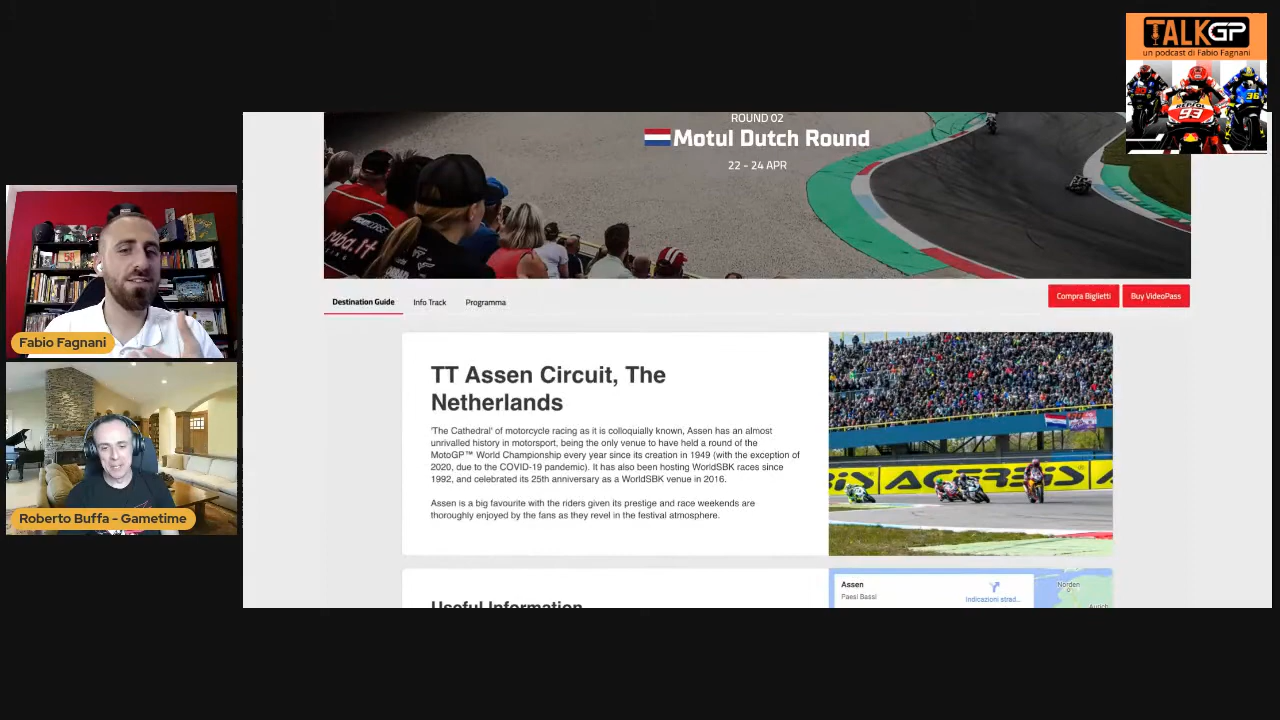 TALKGP
un podcast di Fabio Fagnani
93
36
ROUND 02
Motul Dutch Round
22 - 24 APR
Destination Guide
Info Track
Programma
Compra Biglietti
Buy VideoPass
Fabio Fagnani
Roberto Buffa - Gametime
TT Assen Circuit, The
Netherlands
'The Cathedral' of motorcycle racing as it is colloquially known, Assen has an almost
unrivalled history in motorsport, being the only venue to have held a round of the
MotoGP™ World Championship every year since its creation in 1949 (with the exception of
2020, due to the COVID-19 pandemic). It has also been hosting WorldSBK races since
1992, and celebrated its 25th anniversary as a WorldSBK venue in 2016.
Assen is a big favourite with the riders given its prestige and race weekends are
thoroughly enjoyed by the fans as they revel in the festival atmosphere.
ACERBIS
Useful Information
Assen
Paesi Bassi
Indicazioni strad...
Norden
Aurich